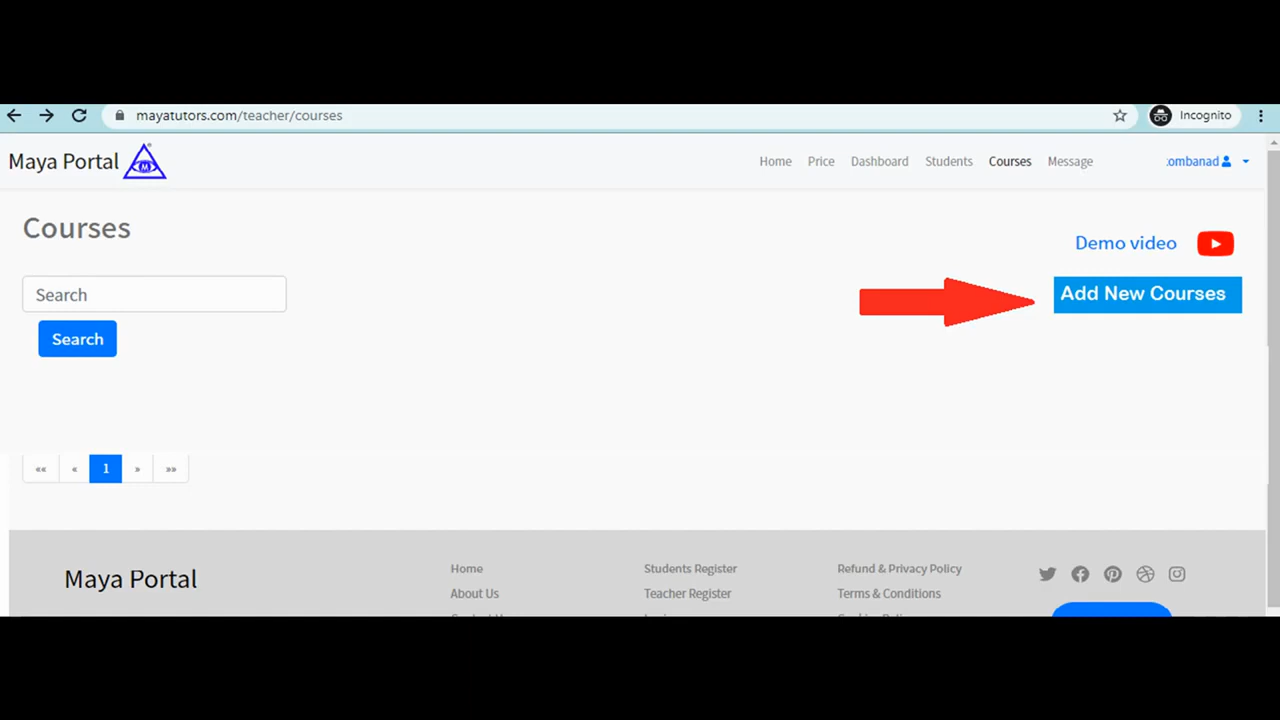 mayatutors.com/teacher/courses
Incognito
Maya Portal
M
Home Price Dashboard Students Courses Message
ombanad
Courses
Demo video
Search
Add New Courses
Search
«« « 1 » »»
Maya Portal
Home
About Us
Students Register
Teacher Register
Refund & Privacy Policy
Terms & Conditions